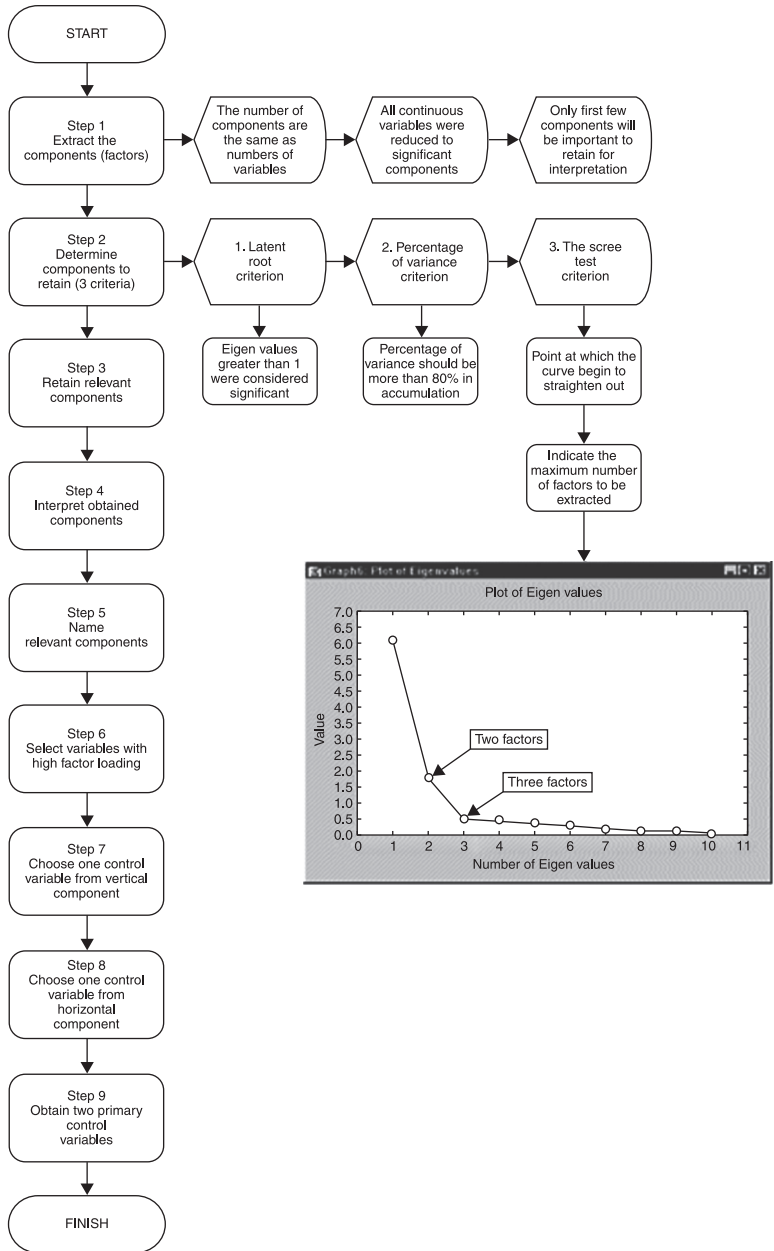 START
Step 1
Extract the
components (factors)
The number of
components are
the same as
numbers of
variables
All continuous
variables were
reduced to
significant
components
Only first few
components will
be important to
retain for
interpretation
Step 2
Determine
components to
retain (3 criteria)
1. Latent
root
criterion
2. Percentage
of variance
criterion
3. The scree
test
criterion
Eigen values
greater than 1
were considered
significant
Percentage of
variance should be
more than 80% in
accumulation
Point at which the
curve begin to
straighten out
Step 3
Retain relevant
components
Indicate the
maximum number
of factors to be
extracted
Step 4
Interpret obtained
components
Graph6: Plot of Eigenvalues
Plot of Eigen values
7.0
6.5
6.0
5.5
5.0
4.5
4.0
3.5
3.0
2.5
2.0
1.5
1.0
0.5
0.0
Value
Two factors
Three factors
0 1 2 3 4 5 6 7 8 9 10 11
Number of Eigen values
Step 5
Name
relevant components
Step 6
Select variables with
high factor loading
Step 7
Choose one control
variable from vertical
component
Step 8
Choose one control
variable from
horizontal
component
Step 9
Obtain two primary
control
variables
FINISH